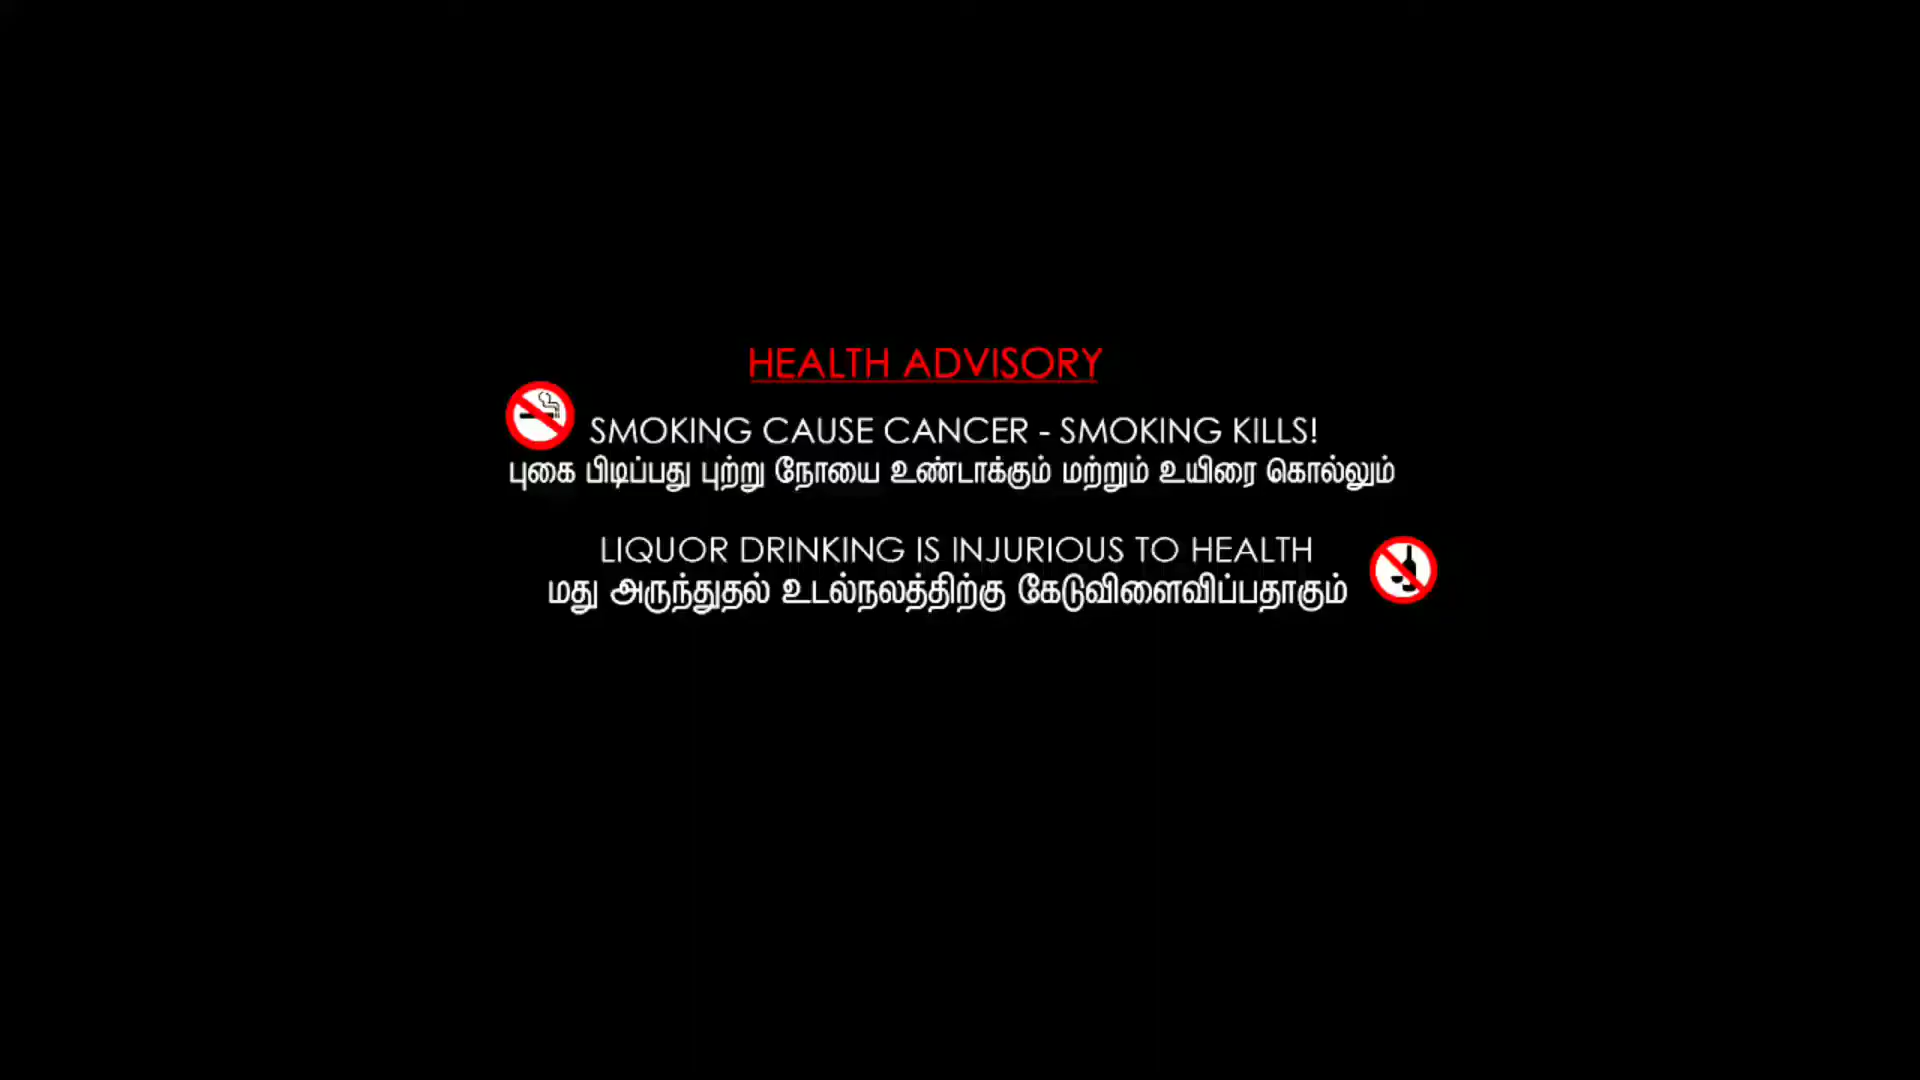 HEALTH ADVISORY
SMOKING CAUSE CANCER - SMOKING KILLS!
புகை பிடிப்பது புற்று நோயை உண்டாக்கும் மற்றும் உயிரை கொல்லும்
LIQUOR DRINKING IS INJURIOUS TO HEALTH
மது அருந்துதல் உடல்நலத்திற்கு கேடுவிளைவிப்பதாகும்